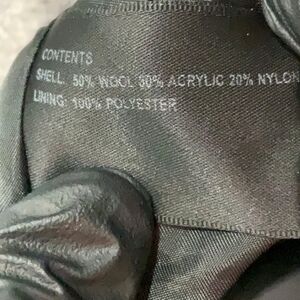 CONTENTS
SHELL: 50% WOOL 30% ACRYLIC 20% NYLON
LINING: 100% POLYESTER